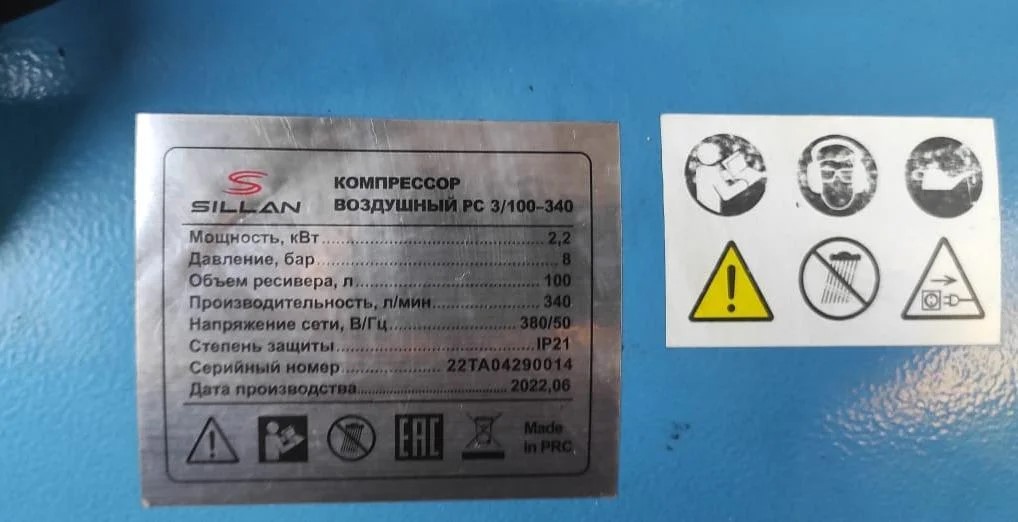 SILLAN
КОМПРЕССОР
ВОЗДУШНЫЙ РС 3/100-340
Мощность, кВт 2,2
Давление, бар 8
Объем ресивера, л 100
Производительность, л/мин 340
Напряжение сети, В/Гц 380/50
Степень защиты IP21
Серийный номер 22TA04290014
Дата производства 2022,06
EAC
Made
in PRC